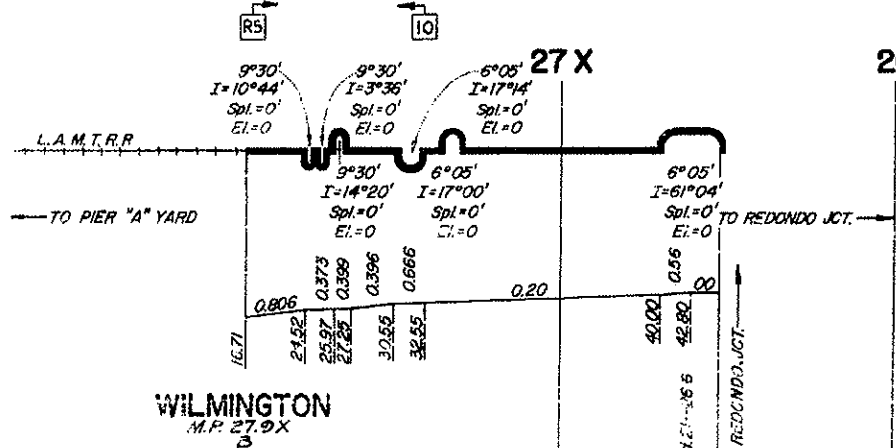 R5
10
27 X
2
9°30'
I=10°44'
Spl.=0'
El.=0
9°30'
I=3°36'
Spl.=0'
El.=0
6°05'
I=17°14'
Spl.=0'
El.=0
L.A.M.T.R.R
9°30'
I=14°20'
Spl.=0'
El.=0
6°05'
I=17°00'
Spl.=0'
El.=0
6°05'
I=61°04'
Spl.=0'
El.=0
TO PIER "A" YARD
TO REDONDO JCT.
0.806
0.373
0.399
0.396
0.666
0.20
0.56
00
16.71
24.52
25.97
27.25
30.55
32.55
40.00
42.80
REDONDO.JCT.
WILMINGTON
M.P. 27.9X
B